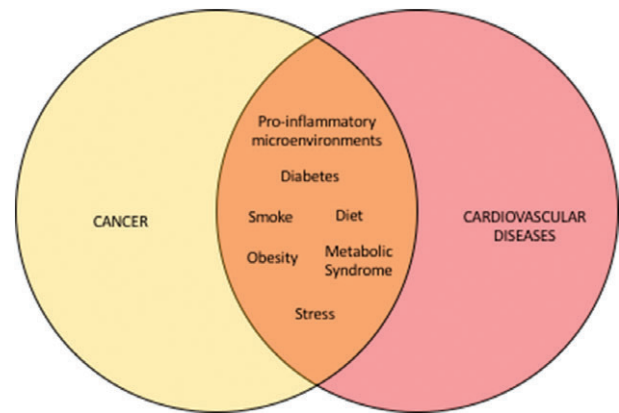 Pro-inflammatory
microenvironments
Diabetes
Smoke
Diet
CANCER
CARDIOVASCULAR
DISEASES
Obesity
Metabolic
Syndrome
Stress